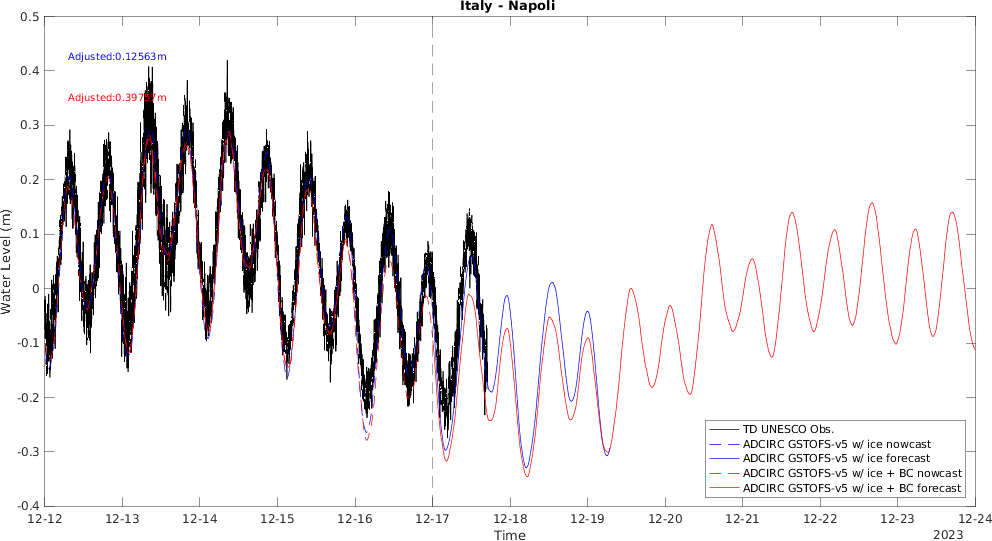 Italy - Napoli
Adjusted:0.12563m
Water Level (m)
0.5
0.4
0.3
0.2
0.1
0
-0.1
-0.2
-0.3
-0.4
TD UNESCO Obs.
ADCIRC GSTOFS-v5 w/ ice nowcast
ADCIRC GSTOFS-v5 w/ ice forecast
ADCIRC GSTOFS-v5 w/ ice + BC nowcast
ADCIRC GSTOFS-v5 w/ ice + BC forecast
12-12 12-13 12-14 12-15 12-16 12-17 12-18 12-19 12-20 12-21 12-22 12-23 12-24
Time
2023